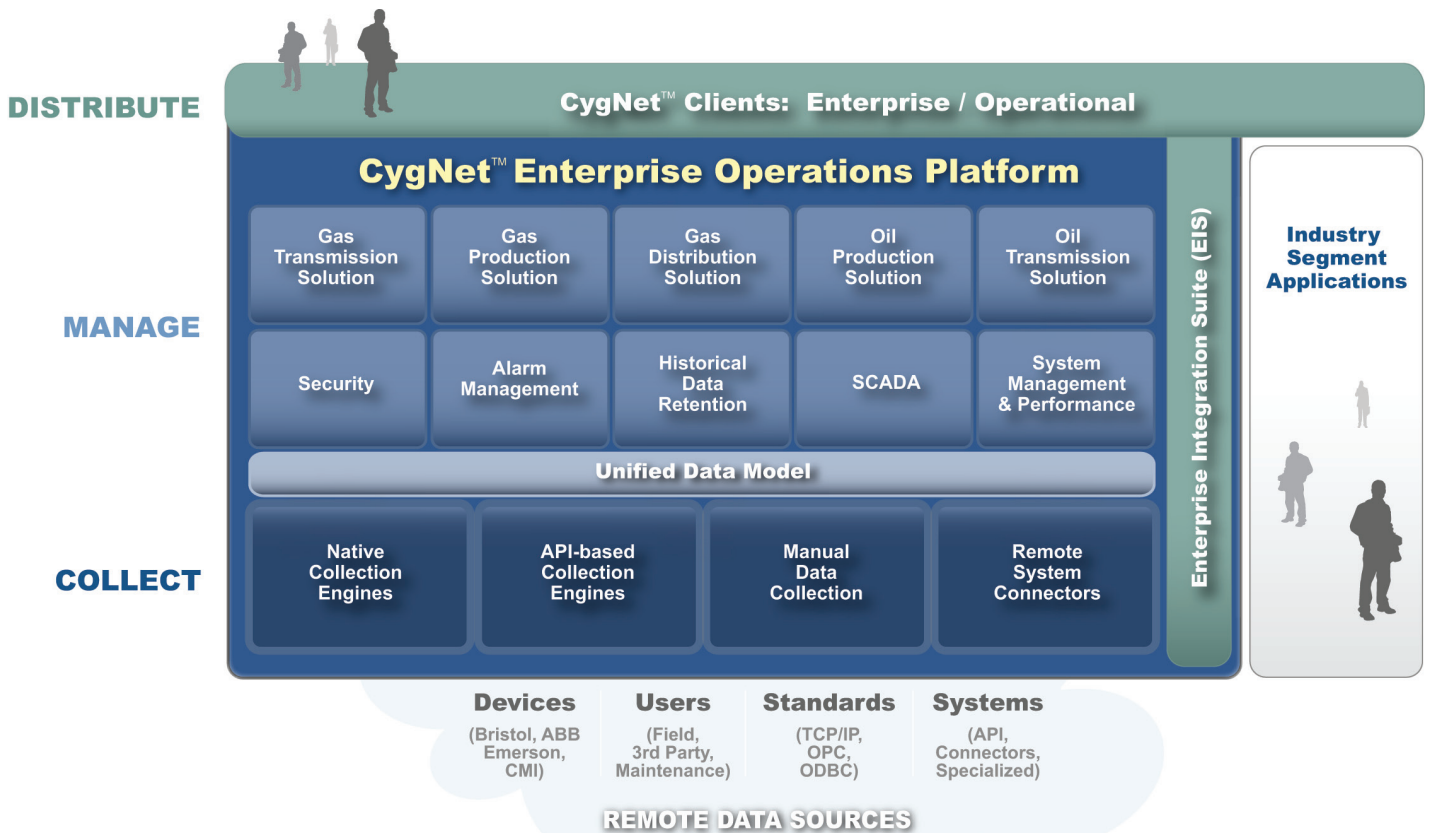 DISTRIBUTE
CygNet™ Clients: Enterprise / Operational
CygNet™ Enterprise Operations Platform
MANAGE
Gas
Transmission
Solution
Gas
Production
Solution
Gas
Distribution
Solution
Oil
Production
Solution
Oil
Transmission
Solution
Security
Alarm
Management
Historical
Data
Retention
SCADA
System
Management
& Performance
Unified Data Model
COLLECT
Native
Collection
Engines
API-based
Collection
Engines
Manual
Data
Collection
Remote
System
Connectors
Enterprise Integration Suite (EIS)
Industry
Segment
Applications
Devices
(Bristol, ABB
Emerson,
CMI)
Users
(Field,
3rd Party,
Maintenance)
Standards
(TCP/IP,
OPC,
ODBC)
Systems
(API,
Connectors,
Specialized)
REMOTE DATA SOURCES